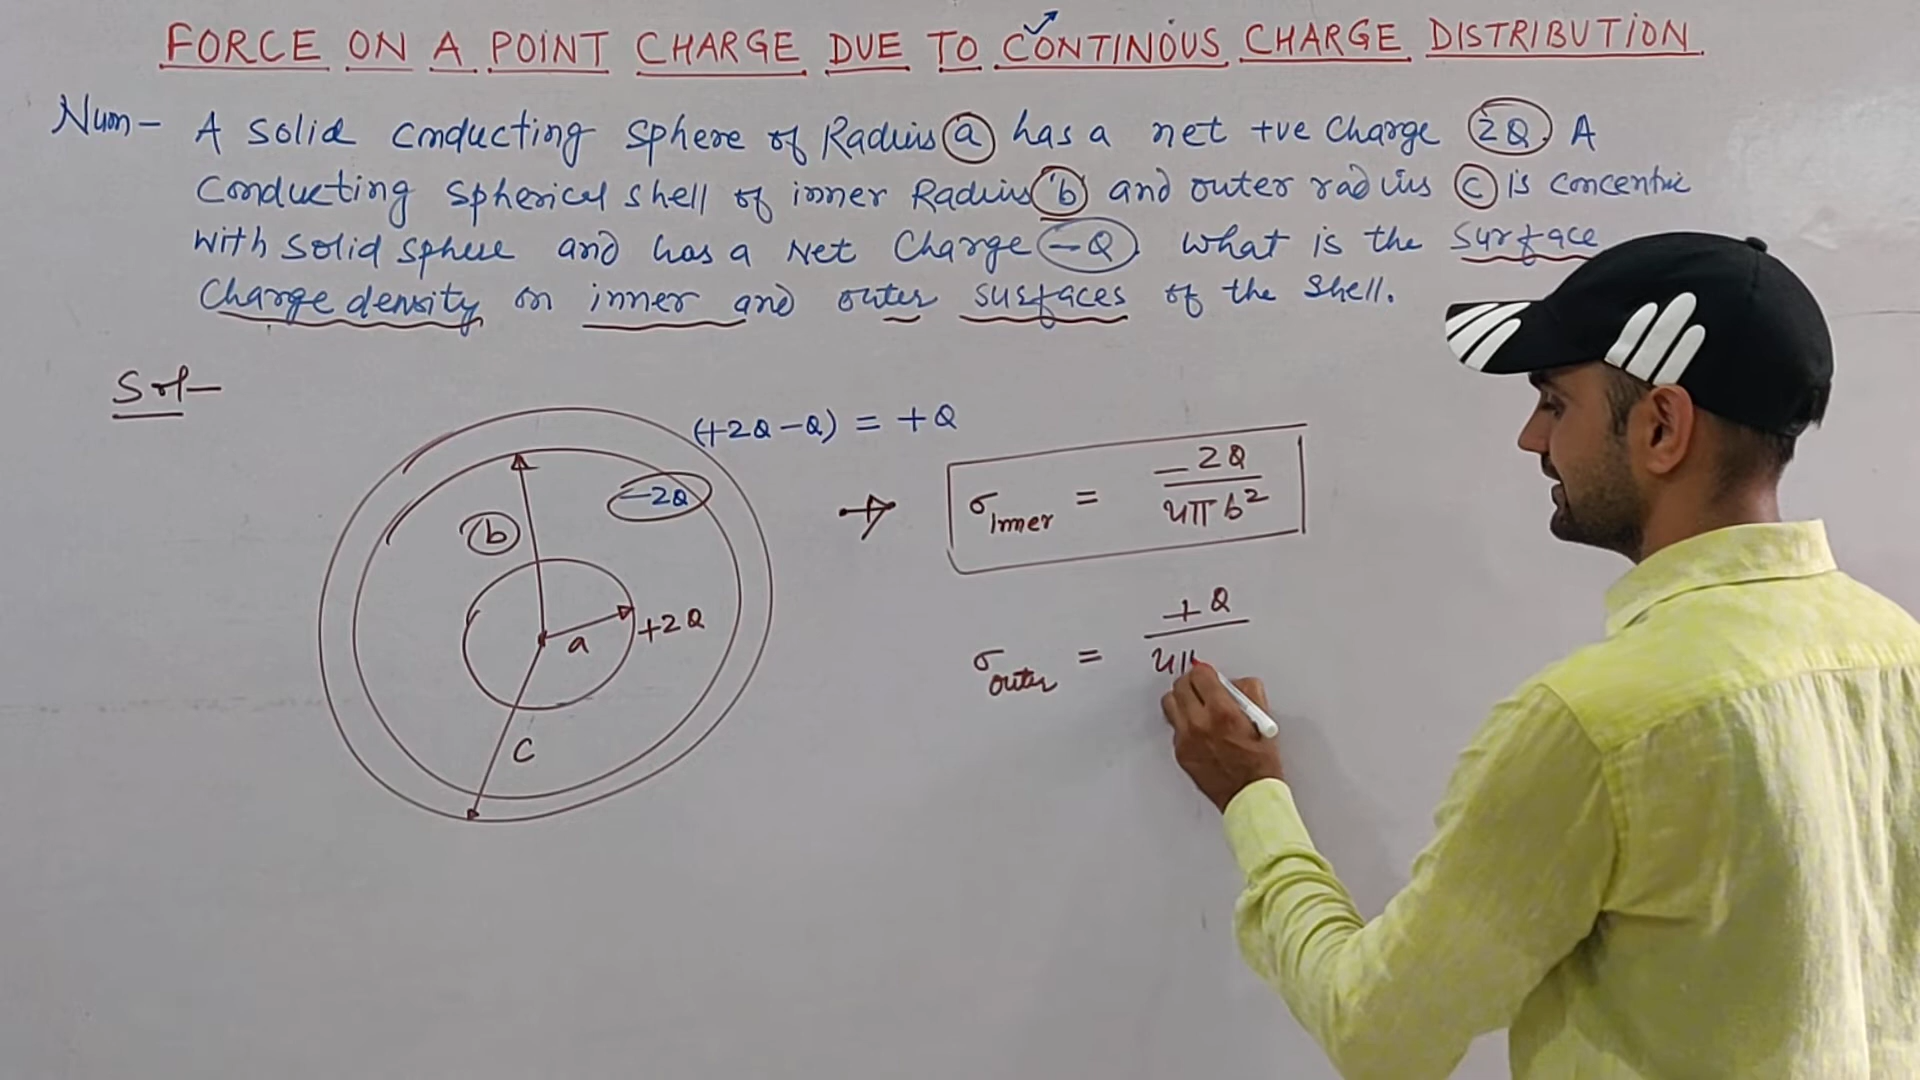 FORCE ON A POINT CHARGE DUE TO CONTINOUS CHARGE DISTRIBUTION
Num- A solid conducting sphere of Radius a has a net +ve charge 2Q. A
conducting spherical shell of inner Radius b and outer radius c is concentric
with solid sphere and has a Net charge -Q. what is the surface
charge density on inner and outer surfaces of the shell.
Sol-
(+2Q-Q) = +Q
-2Q
b
a
+2Q
c
σ inner = -2Q / 4πb²
σ outer = +Q / 4π